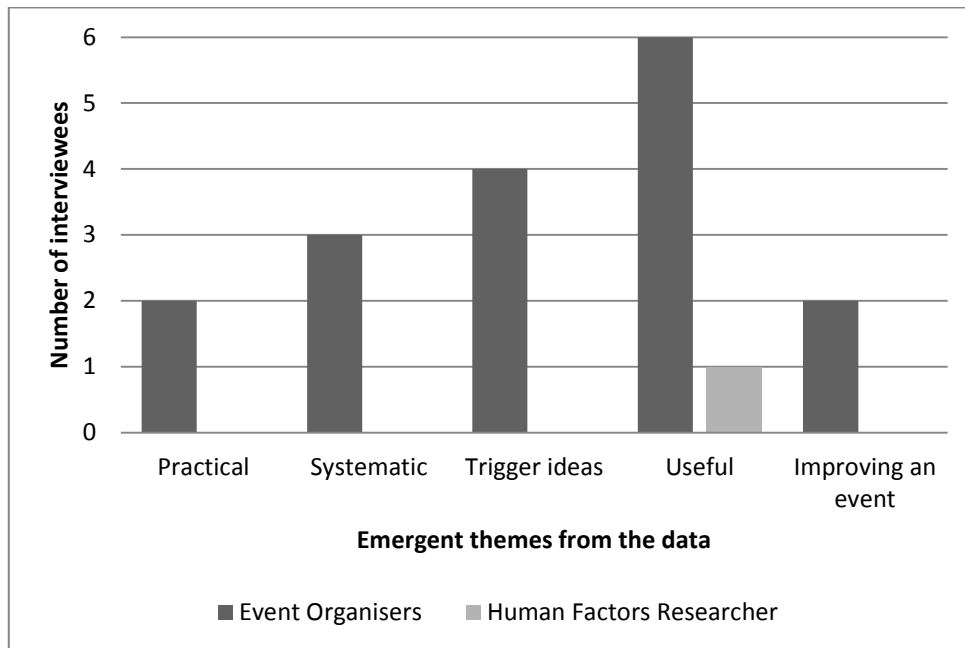 Number of interviewees
6
5
4
3
2
1
0
Practical
Systematic
Trigger ideas
Useful
Improving an
event
Emergent themes from the data
Event Organisers
Human Factors Researcher